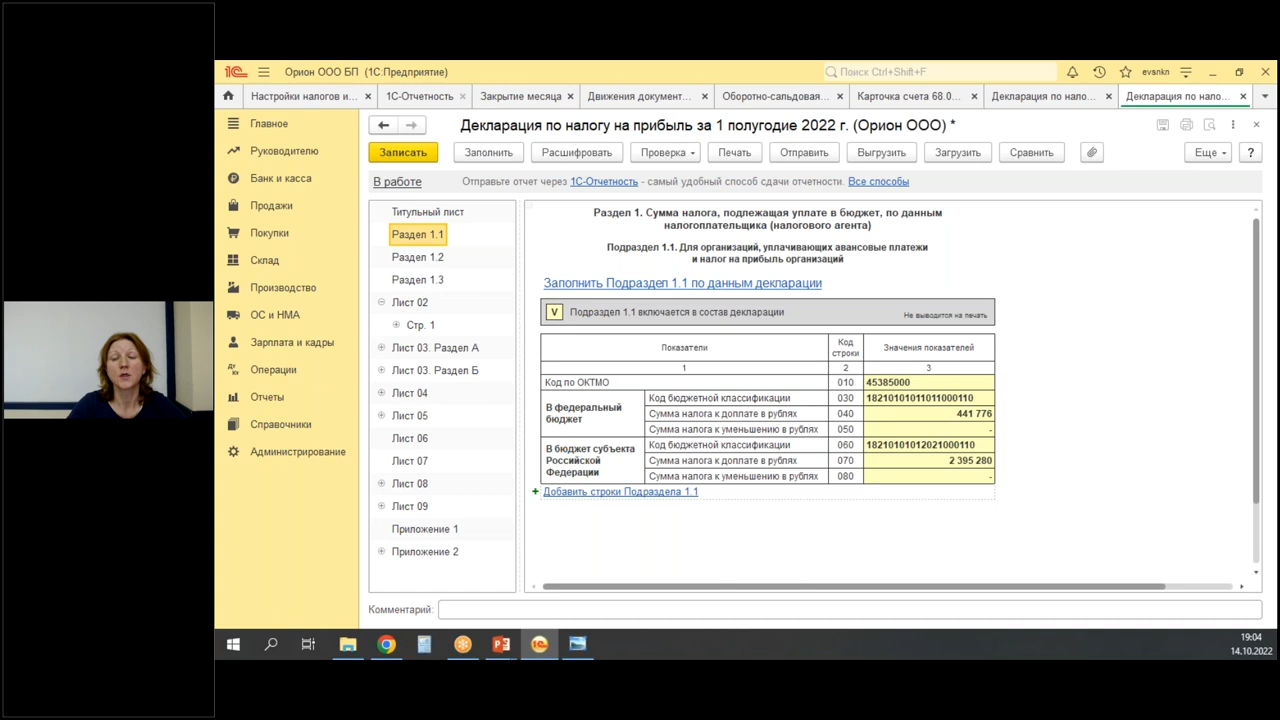 1С Орион ООО БП (1С:Предприятие) Поиск Ctrl+Shift+F evsnkn
Настройки налогов и... 1С-Отчетность Закрытие месяца Движения документ... Оборотно-сальдовая... Карточка счета 68.0... Декларация по нало... Декларация по нало...
Главное
Руководителю
Банк и касса
Продажи
Покупки
Склад
Производство
ОС и НМА
Зарплата и кадры
Операции
Отчеты
Справочники
Администрирование
Декларация по налогу на прибыль за 1 полугодие 2022 г. (Орион ООО) *
Записать Заполнить Расшифровать Проверка Печать Отправить Выгрузить Загрузить Сравнить Еще ?
В работе Отправьте отчет через 1С-Отчетность - самый удобный способ сдачи отчетности. Все способы
Титульный лист
Раздел 1.1
Раздел 1.2
Раздел 1.3
Лист 02
Стр. 1
Лист 03. Раздел А
Лист 03. Раздел Б
Лист 04
Лист 05
Лист 06
Лист 07
Лист 08
Лист 09
Приложение 1
Приложение 2
Раздел 1. Сумма налога, подлежащая уплате в бюджет, по данным
налогоплательщика (налогового агента)
Подраздел 1.1. Для организаций, уплачивающих авансовые платежи
и налог на прибыль организаций
Заполнить Подраздел 1.1 по данным декларации
V Подраздел 1.1 включается в состав декларации Не выводится на печать
Показатели Код строки Значения показателей
1 2 3
Код по ОКТМО 010 45385000
В федеральный бюджет Код бюджетной классификации 030 18210101011011000110
Сумма налога к доплате в рублях 040 441 776
Сумма налога к уменьшению в рублях 050 -
В бюджет субъекта Российской Федерации Код бюджетной классификации 060 18210101012021000110
Сумма налога к доплате в рублях 070 2 395 280
Сумма налога к уменьшению в рублях 080 -
Добавить строки Подраздела 1.1
Комментарий:
19:04
14.10.2022